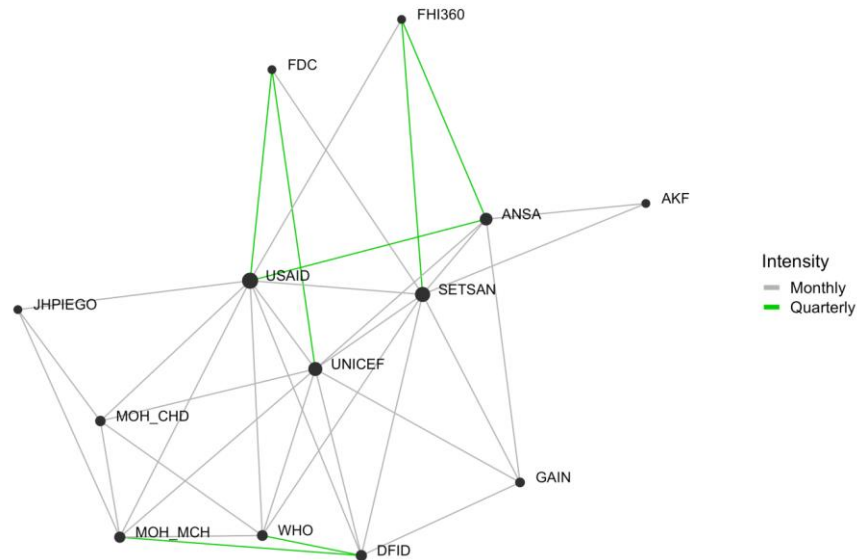 FHI360
FDC
AKF
ANSA
USAID
SETSAN
JHPIEGO
UNICEF
MOH_CHD
GAIN
MOH_MCH
WHO
DFID
Intensity
Monthly
Quarterly